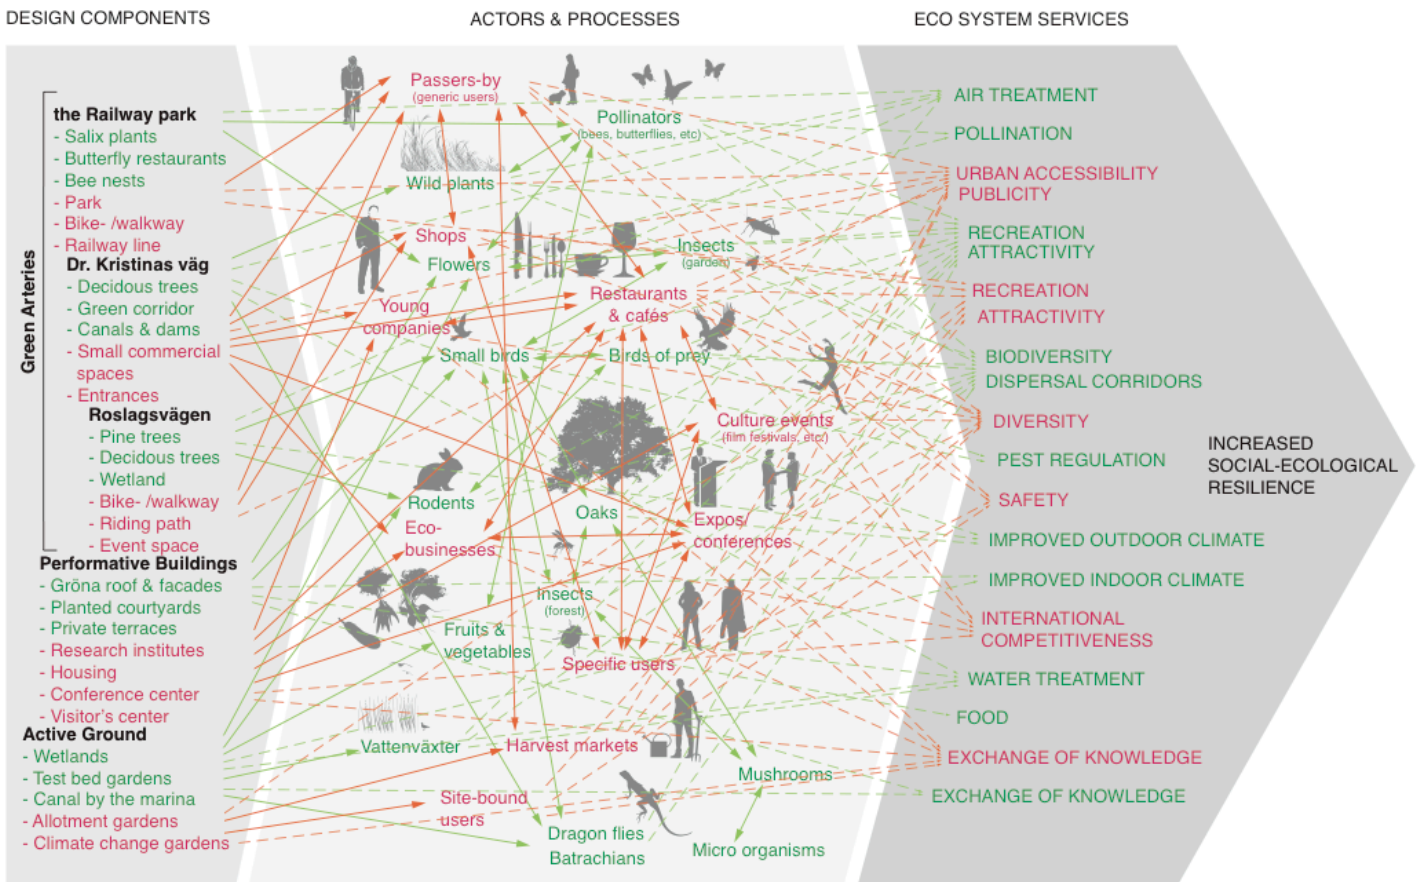 DESIGN COMPONENTS
ACTORS & PROCESSES
ECO SYSTEM SERVICES
Green Arteries
the Railway park
- Salix plants
- Butterfly restaurants
- Bee nests
- Park
- Bike- /walkway
- Railway line
Dr. Kristinas väg
- Decidous trees
- Green corridor
- Canals & dams
- Small commercial
spaces
- Entrances
Roslagsvägen
- Pine trees
- Decidous trees
- Wetland
- Bike- /walkway
- Riding path
- Event space
Performative Buildings
- Gröna roof & facades
- Planted courtyards
- Private terraces
- Research institutes
- Housing
- Conference center
- Visitor's center
Active Ground
- Wetlands
- Test bed gardens
- Canal by the marina
- Allotment gardens
- Climate change gardens
Passers-by
(generic users)
Pollinators
(bees, butterflies, etc)
Wild plants
Shops
Flowers
Insects
(garden)
Young
companies
Restaurants
& cafés
Small birds
Birds of prey
Culture events
(film festivals, etc.)
Rodents
Oaks
Eco-
businesses
Expos/
conferences
Insects
(forest)
Fruits &
vegetables
Specific users
Vattenväxter
Harvest markets
Mushrooms
Site-bound
users
Dragon flies
Batrachians
Micro organisms
AIR TREATMENT
POLLINATION
URBAN ACCESSIBILITY
PUBLICITY
RECREATION
ATTRACTIVITY
RECREATION
ATTRACTIVITY
BIODIVERSITY
DISPERSAL CORRIDORS
DIVERSITY
PEST REGULATION
SAFETY
IMPROVED OUTDOOR CLIMATE
IMPROVED INDOOR CLIMATE
INTERNATIONAL
COMPETITIVENESS
WATER TREATMENT
FOOD
EXCHANGE OF KNOWLEDGE
EXCHANGE OF KNOWLEDGE
INCREASED
SOCIAL-ECOLOGICAL
RESILIENCE